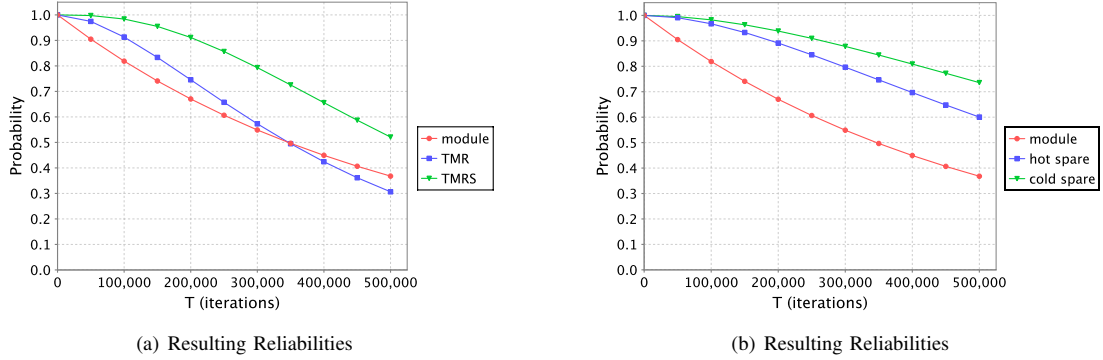 1.0
0.9
0.8
0.7
0.6
0.5
0.4
0.3
0.2
0.1
0.0
Probability
0 100,000 200,000 300,000 400,000 500,000
T (iterations)
module
TMR
TMRS
(a) Resulting Reliabilities
1.0
0.9
0.8
0.7
0.6
0.5
0.4
0.3
0.2
0.1
0.0
Probability
0 100,000 200,000 300,000 400,000 500,000
T (iterations)
module
hot spare
cold spare
(b) Resulting Reliabilities